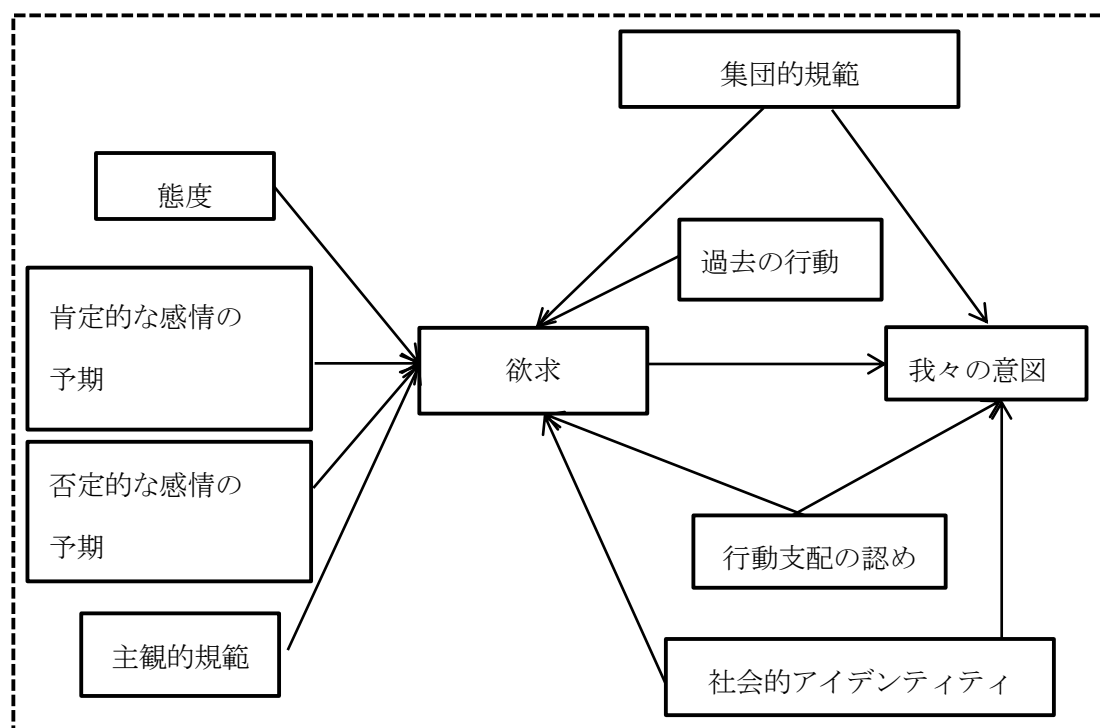 集団的規範
態度
過去の行動
肯定的な感情の
予期
欲求
我々の意図
否定的な感情の
予期
行動支配の認め
主観的規範
社会的アイデンティティ